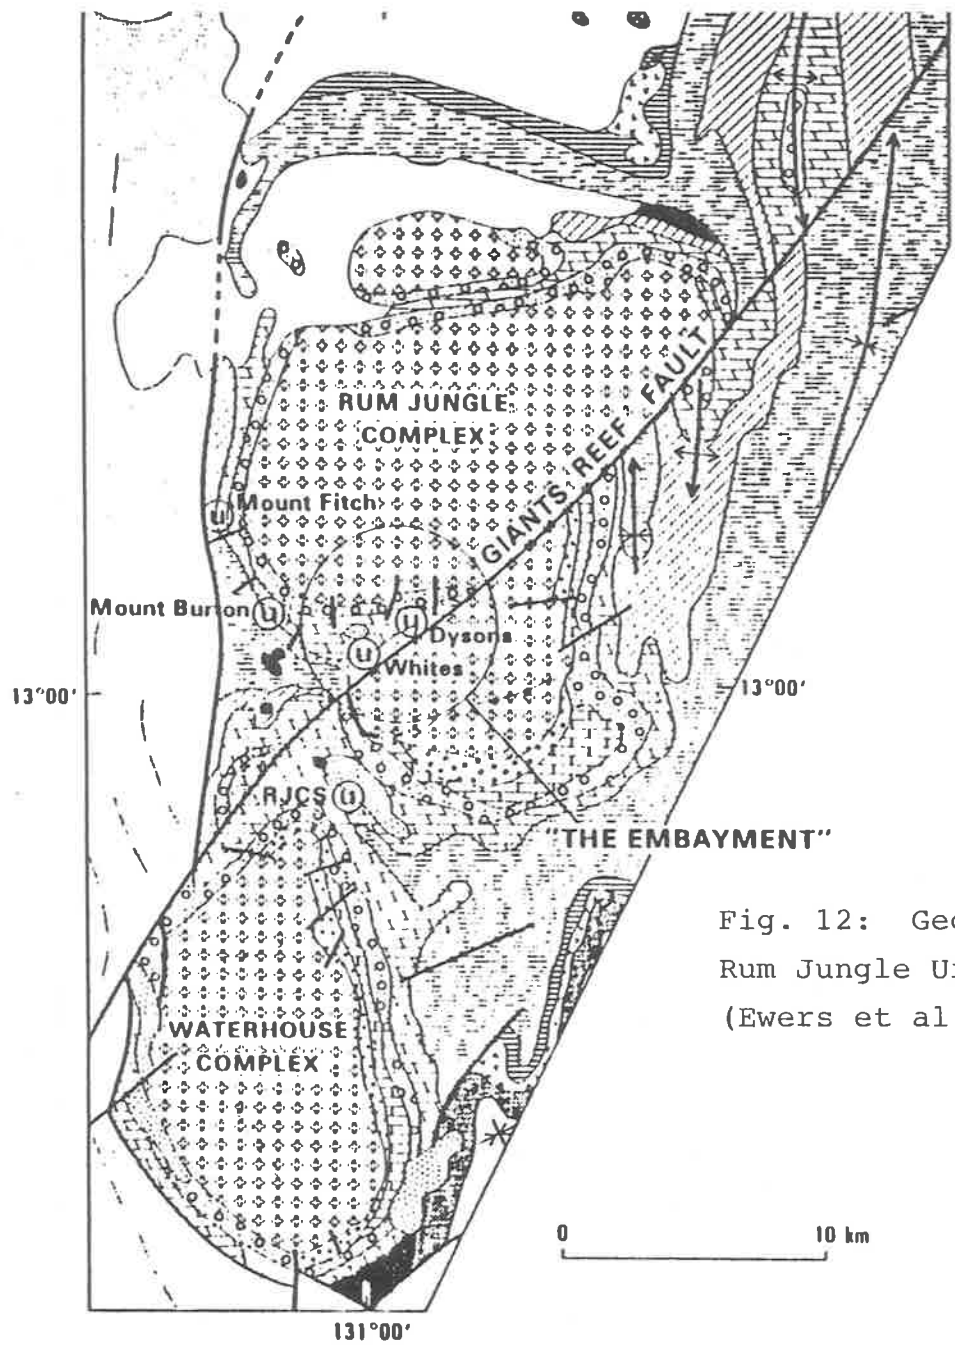 RUM JUNGLE
COMPLEX
GIANTS REEF FAULT
u Mount Fitch
Mount Burton u
u Dysons
u Whites
13°00'
13°00'
RJCS u
"THE EMBAYMENT"
Fig. 12:
Rum Jungle
(Ewers et al
WATERHOUSE
COMPLEX
0 10 km
131°00'